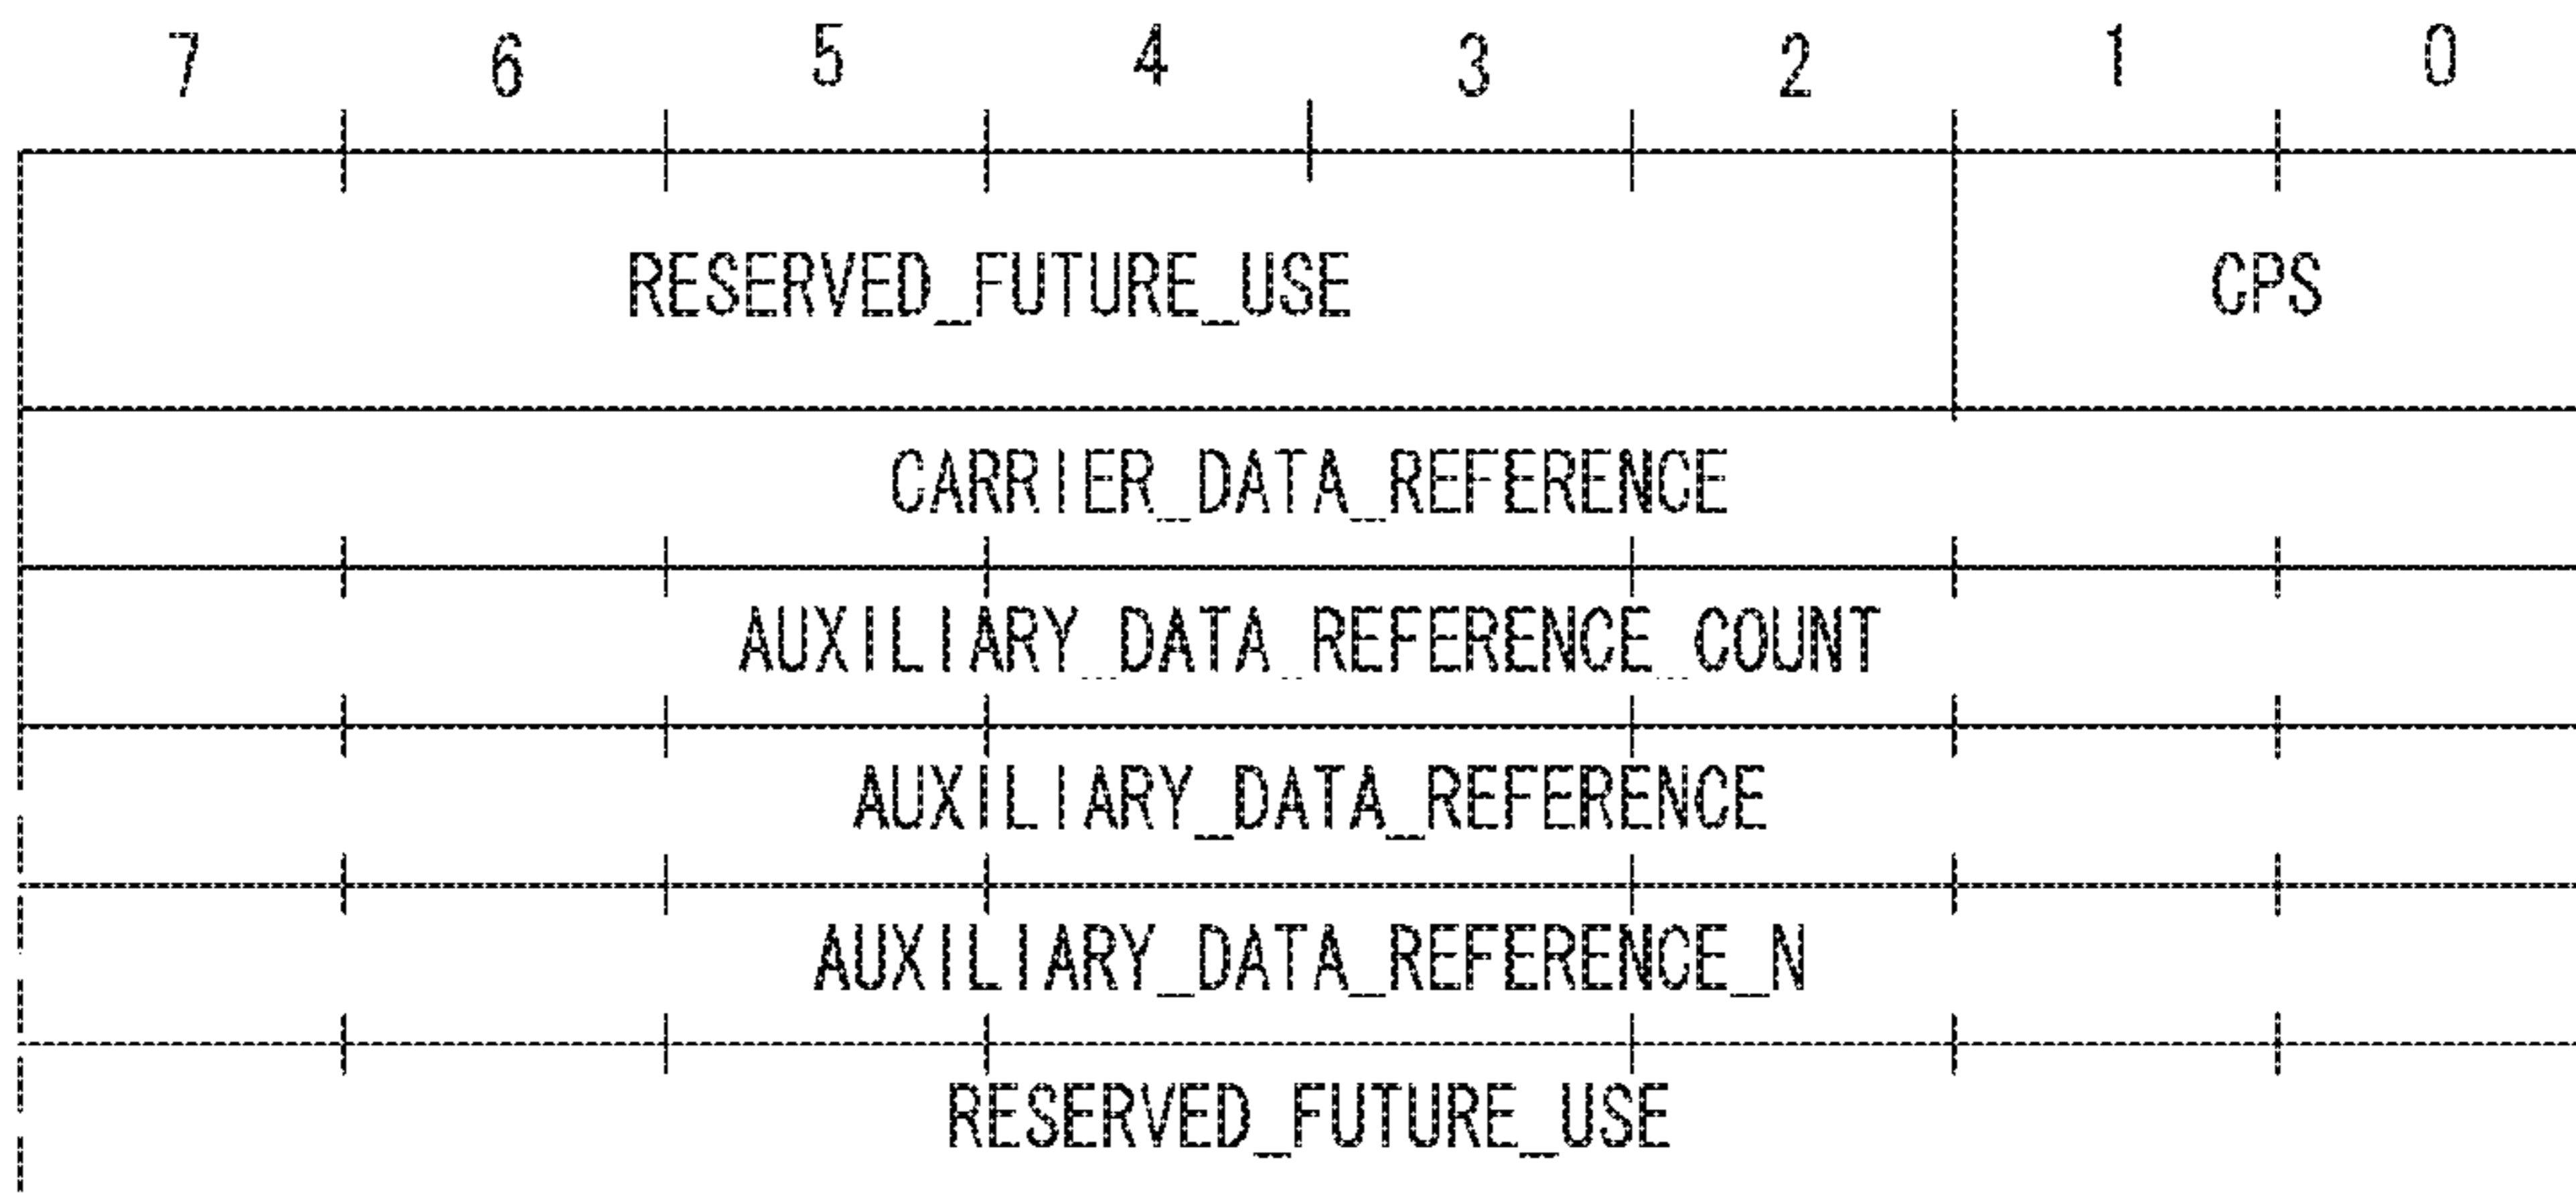 7 6 5 4 3 2 1 0
RESERVED_FUTURE_USE CPS
CARRIER_DATA_REFERENCE
AUXILIARY_DATA_REFERENCE_COUNT
AUXILIARY_DATA_REFERENCE
AUXILIARY_DATA_REFERENCE_N
RESERVED_FUTURE_USE